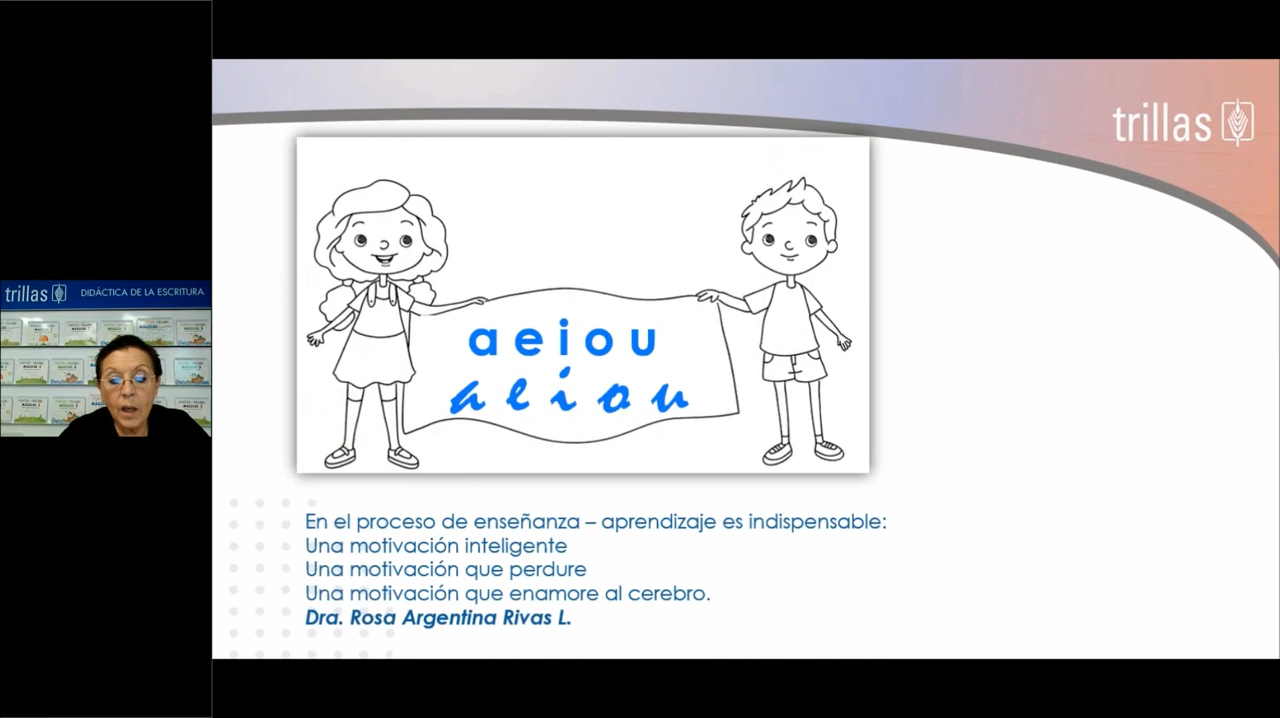 trillas
a e i o u
a e i o u
trillas DIDÁCTICA DE LA ESCRITURA
En el proceso de enseñanza – aprendizaje es indispensable:
Una motivación inteligente
Una motivación que perdure
Una motivación que enamore al cerebro.
Dra. Rosa Argentina Rivas L.